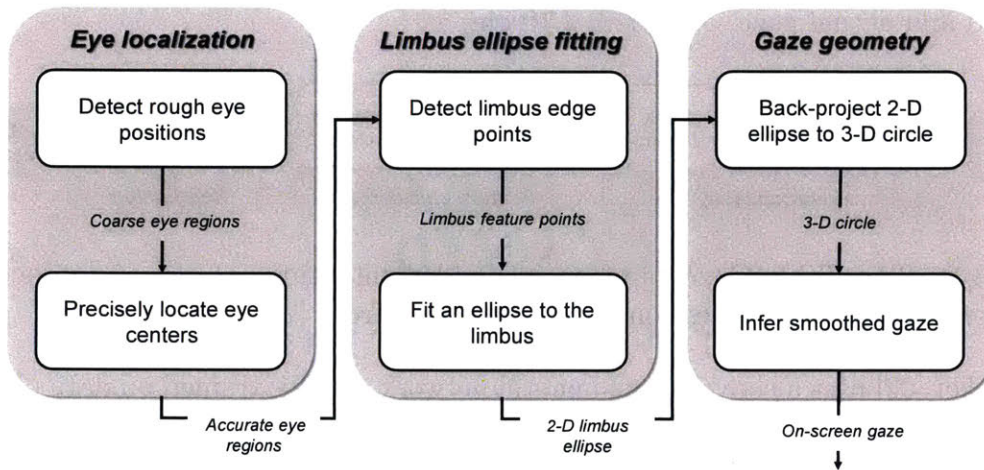 Eye localization
Detect rough eye
positions
Coarse eye regions
Precisely locate eye
centers
Accurate eye
regions
Limbus ellipse fitting
Detect limbus edge
points
Limbus feature points
Fit an ellipse to the
limbus
2-D limbus
ellipse
Gaze geometry
Back-project 2-D
ellipse to 3-D circle
3-D circle
Infer smoothed gaze
On-screen gaze